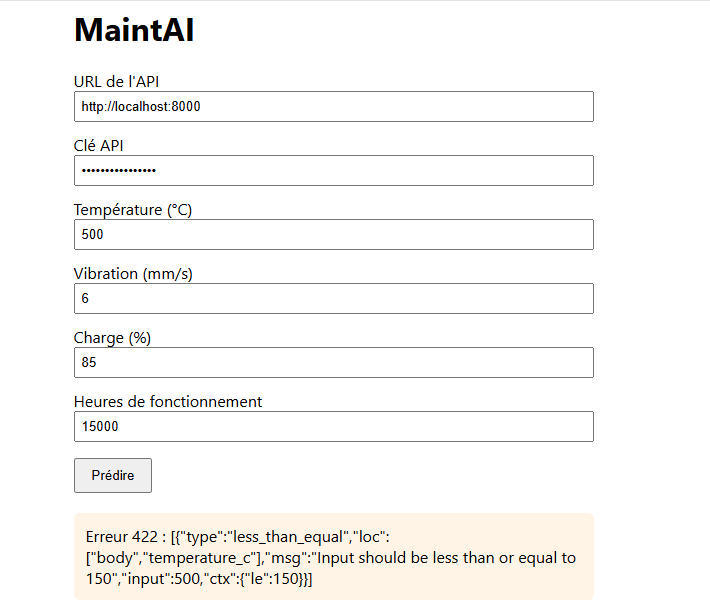 MaintAI
URL de l'API
http://localhost:8000
Clé API
••••••••••••••••
Température (°C)
500
Vibration (mm/s)
6
Charge (%)
85
Heures de fonctionnement
15000
Prédire
Erreur 422 : [{"type":"less_than_equal","loc":
["body","temperature_c"],"msg":"Input should be less than or equal to
150","input":500,"ctx":{"le":150}}]